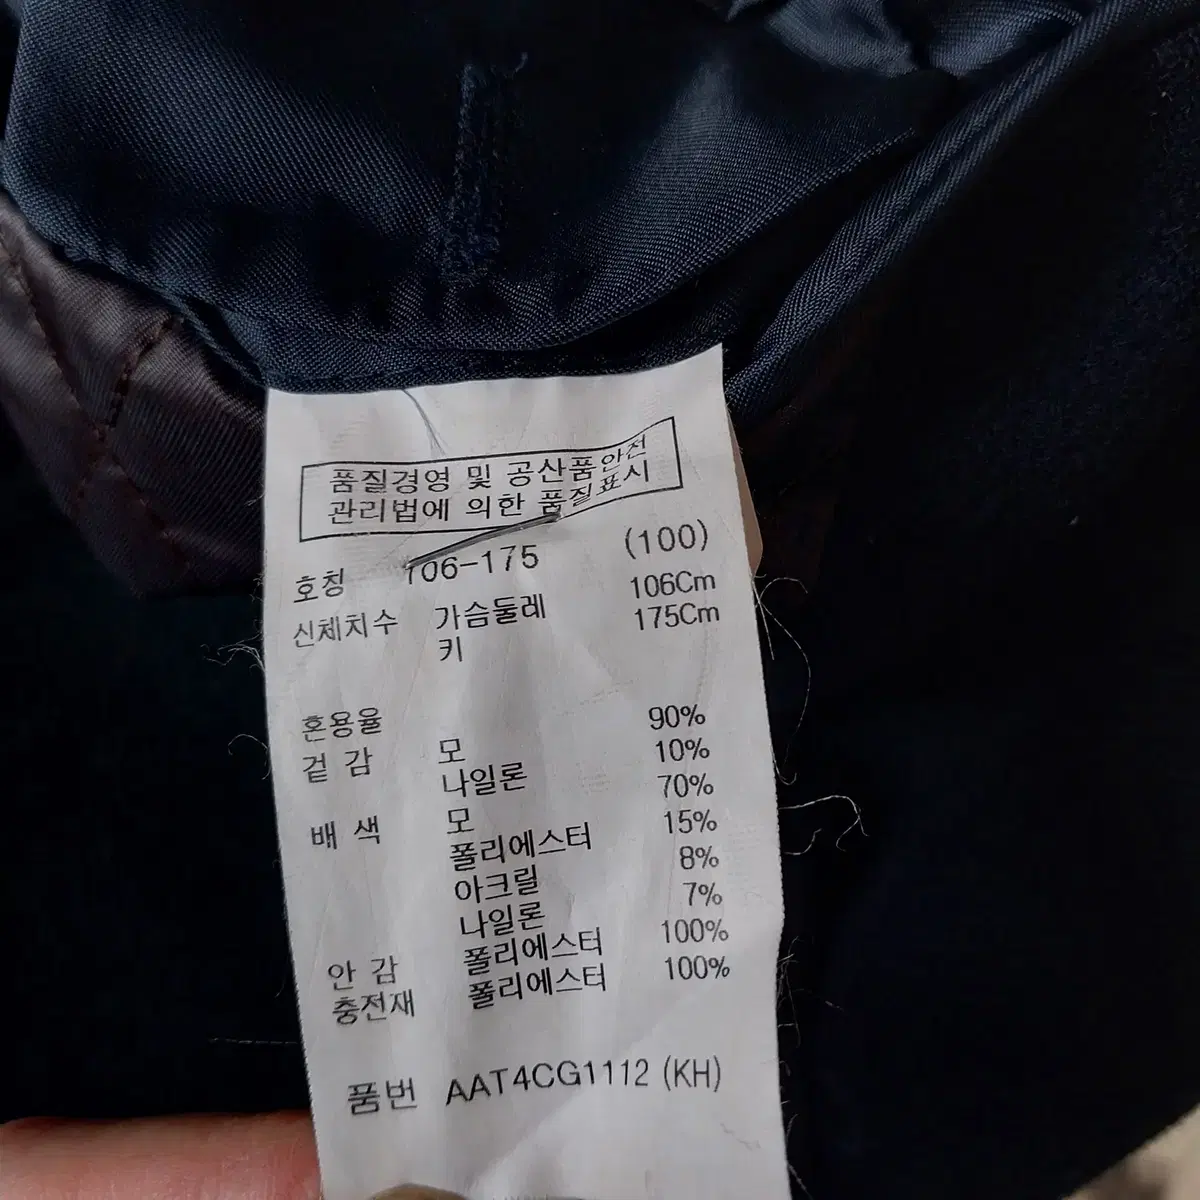 품질경영 및 공산품안전
관리법에 의한 품질표시
호칭 106-175 (100)
신체치수 가슴둘레 106Cm
키 175Cm
혼용율
겉 감 모 90%
나일론 10%
배 색 모 70%
폴리에스터 15%
아크릴 8%
나일론 7%
안 감 폴리에스터 100%
충전재 폴리에스터 100%
품번 AAT4CG1112 (KH)